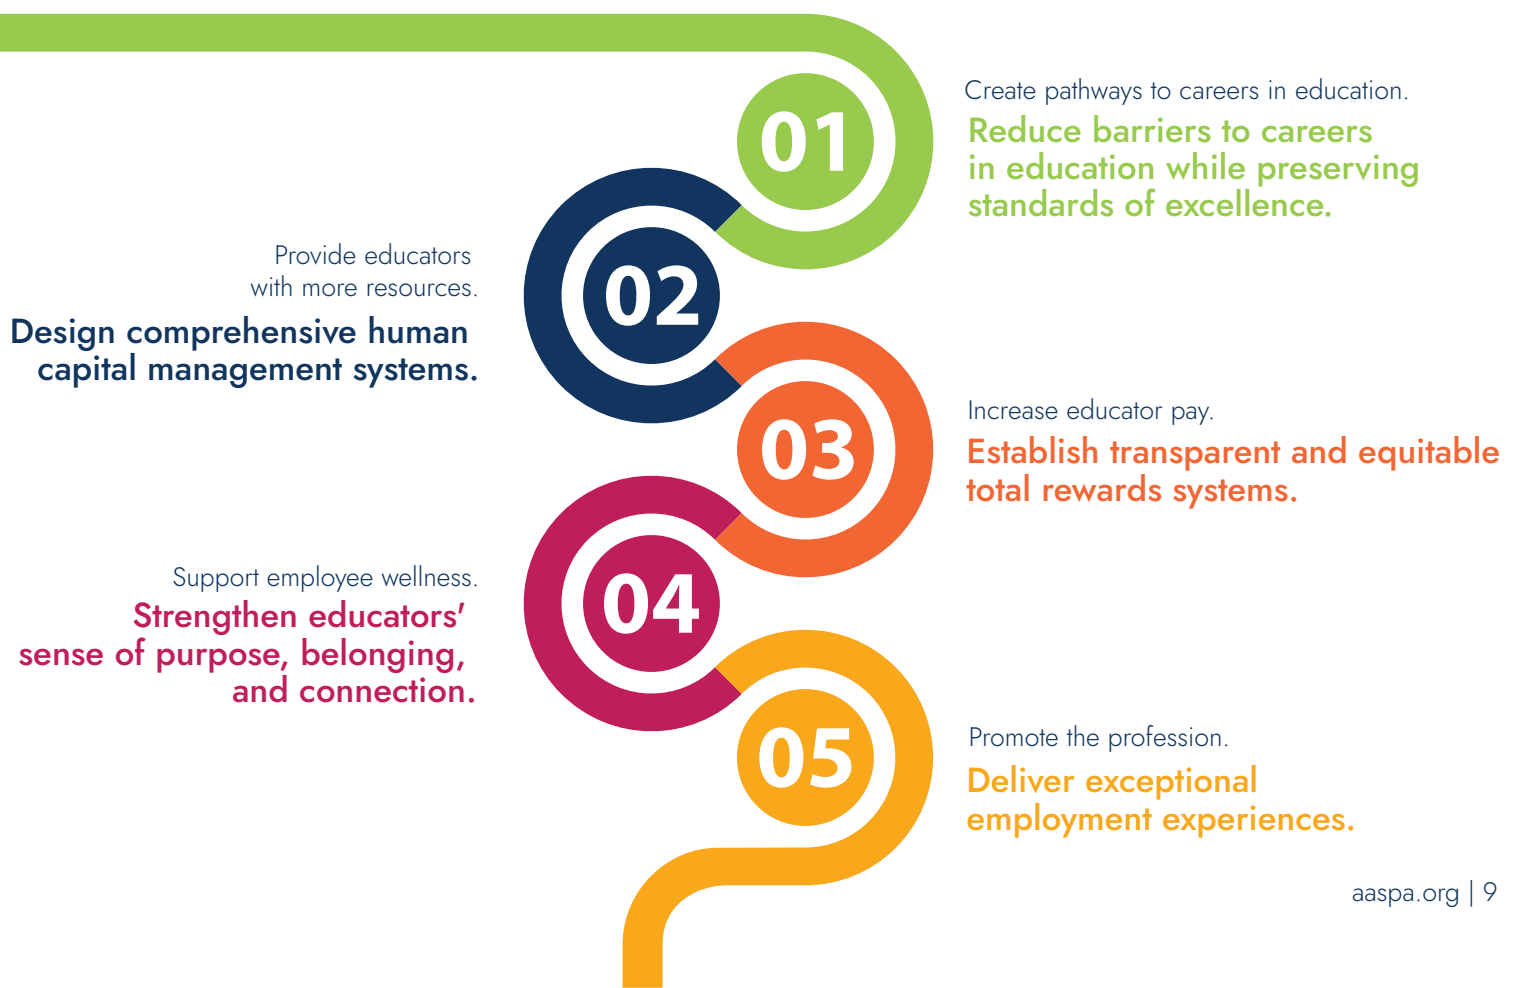 01
Create pathways to careers in education.
Reduce barriers to careers
in education while preserving
standards of excellence.
02
Provide educators
with more resources.
Design comprehensive human
capital management systems.
03
Increase educator pay.
Establish transparent and equitable
total rewards systems.
04
Support employee wellness.
Strengthen educators'
sense of purpose, belonging,
and connection.
05
Promote the profession.
Deliver exceptional
employment experiences.
aaspa.org | 9